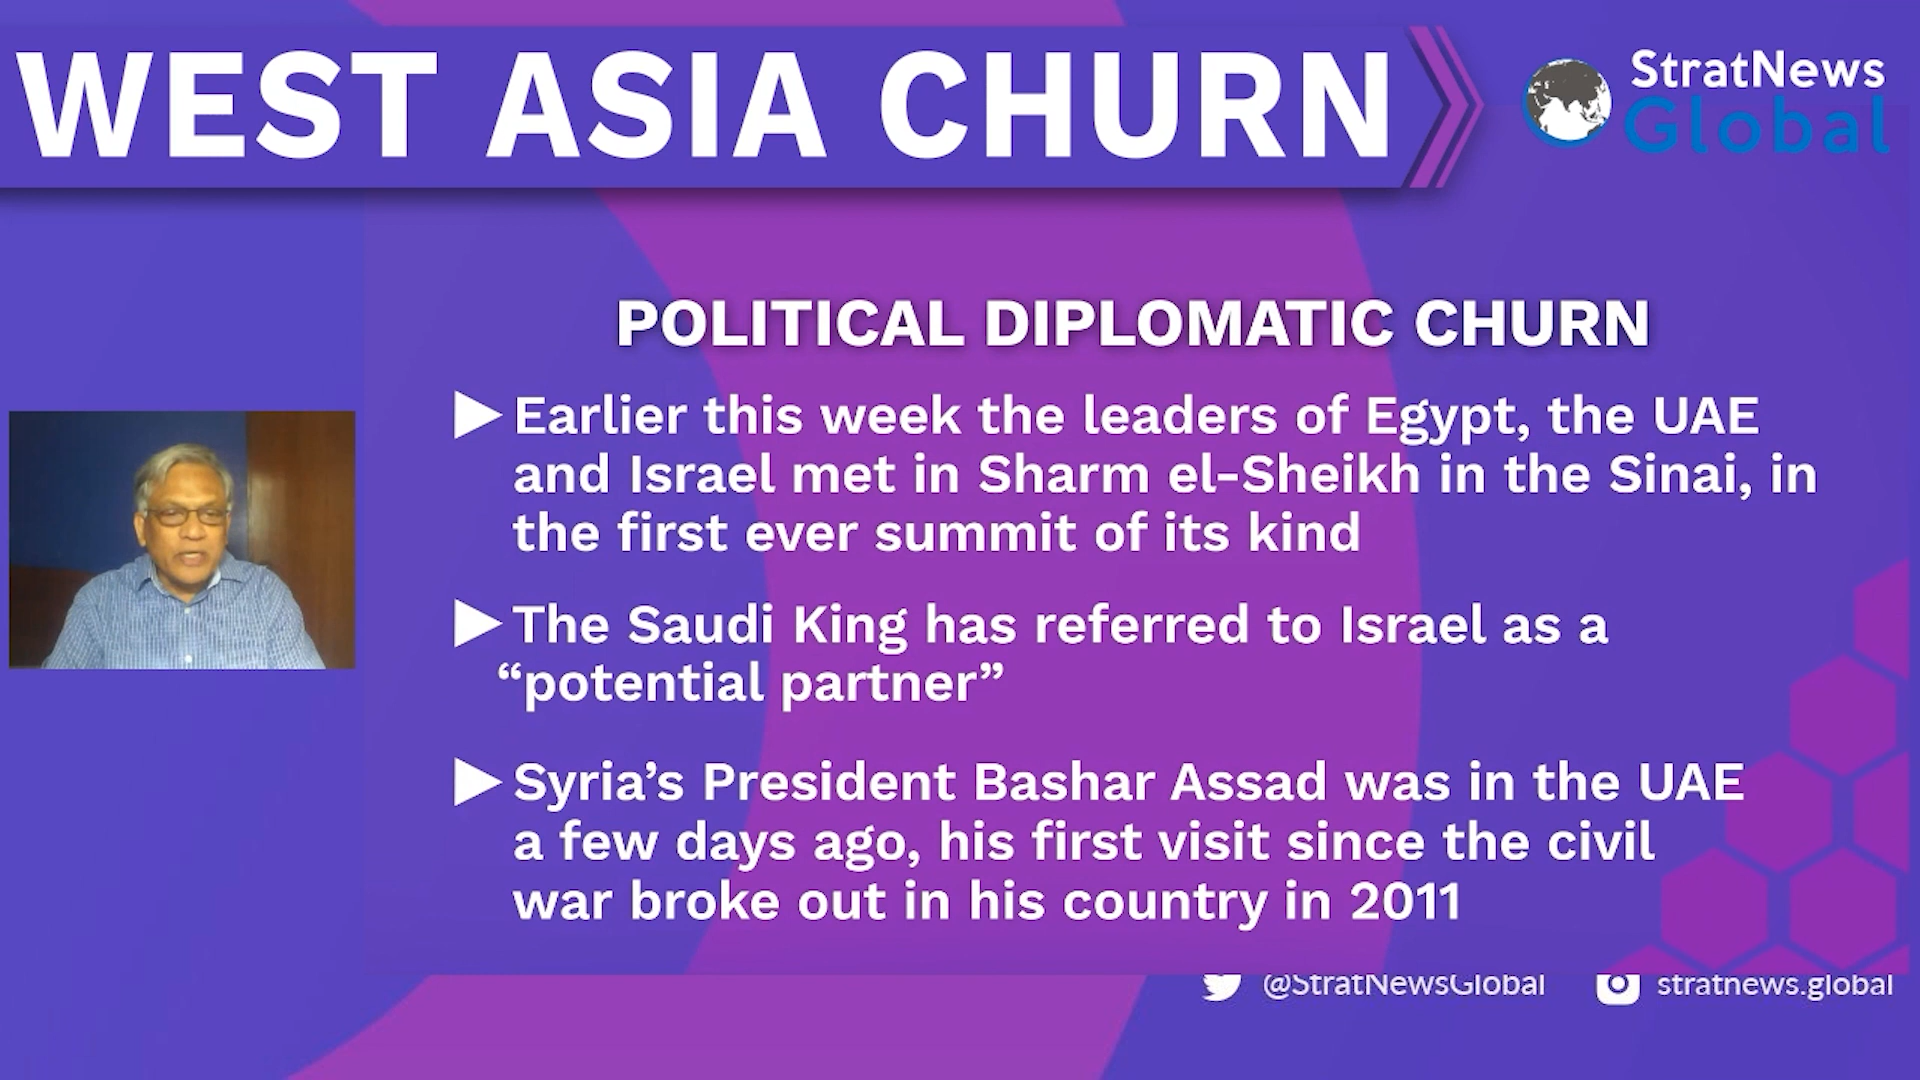 WEST ASIA CHURN
StratNews
Global
POLITICAL DIPLOMATIC CHURN
Earlier this week the leaders of Egypt, the UAE
and Israel met in Sharm el-Sheikh in the Sinai, in
the first ever summit of its kind
The Saudi King has referred to Israel as a
“potential partner”
Syria’s President Bashar Assad was in the UAE
a few days ago, his first visit since the civil
war broke out in his country in 2011
@StratNewsGlobal
stratnews.global